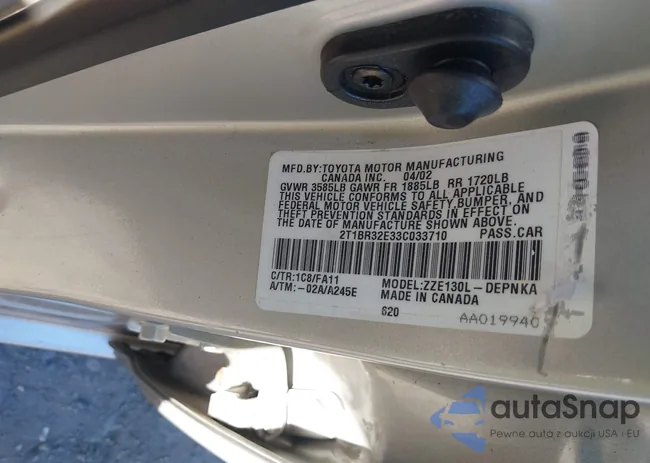 MFD.BY:TOYOTA MOTOR MANUFACTURING
CANADA INC. 04/02
GVWR 3585LB GAWR FR 1885LB RR 1720LB
THIS VEHICLE CONFORMS TO ALL APPLICABLE
FEDERAL MOTOR VEHICLE SAFETY,BUMPER, AND
THEFT PREVENTION STANDARDS IN EFFECT ON
THE DATE OF MANUFACTURE SHOWN ABOVE.
2T1BR32E33C033710 PASS.CAR
C/TR:1C8/FA11 MODEL:ZZE130L-DEPNKA
A/TM:-02A/A245E MADE IN CANADA
820 AA019940
autaSnap
Pewne auto z aukcji USA i EU